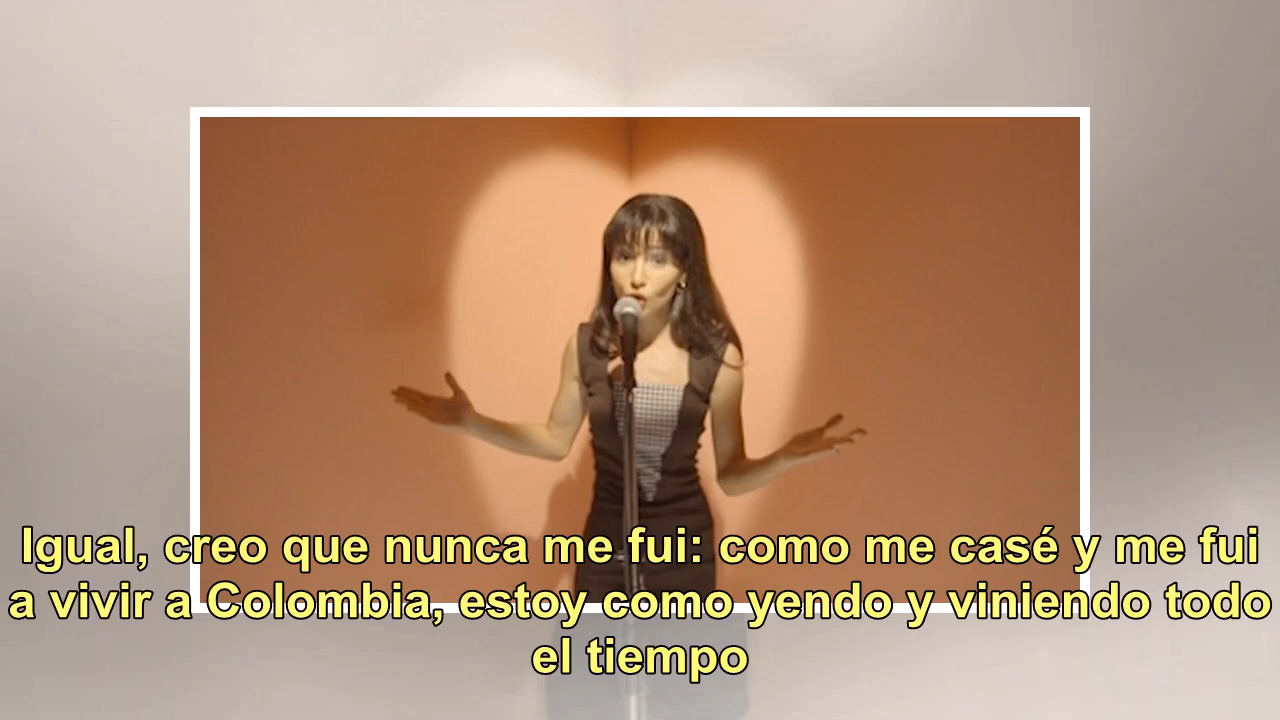 Igual, creo que nunca me fui: como me casé y me fui
a vivir a Colombia, estoy como yendo y viniendo todo
el tiempo